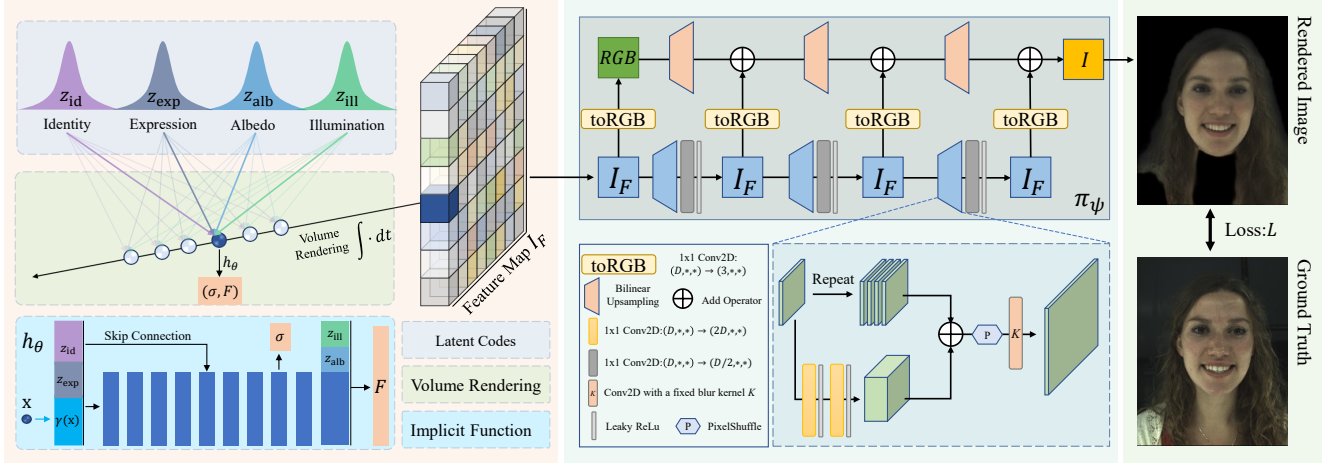 z_id
z_exp
z_alb
z_ill
Identity
Expression
Albedo
Illumination
Volume
Rendering
∫ · dt
h_θ
(σ, F)
Feature Map I_F
h_θ
z_id
z_exp
x
γ(x)
Skip Connection
σ
z_ill
z_alb
F
Latent Codes
Volume Rendering
Implicit Function
RGB
I
toRGB
toRGB
toRGB
toRGB
I_F
I_F
I_F
I_F
π_ψ
toRGB
1x1 Conv2D:
(D,*,*) → (3,*,*)
Bilinear
Upsampling
Add Operator
1x1 Conv2D:(D,*,*) → (2D,*,*)
1x1 Conv2D:(D,*,*) → (D/2,*,*)
K
Conv2D with a fixed blur kernel K
Leaky ReLu
P
PixelShuffle
Repeat
P
K
Rendered Image
Loss:L
Ground Truth